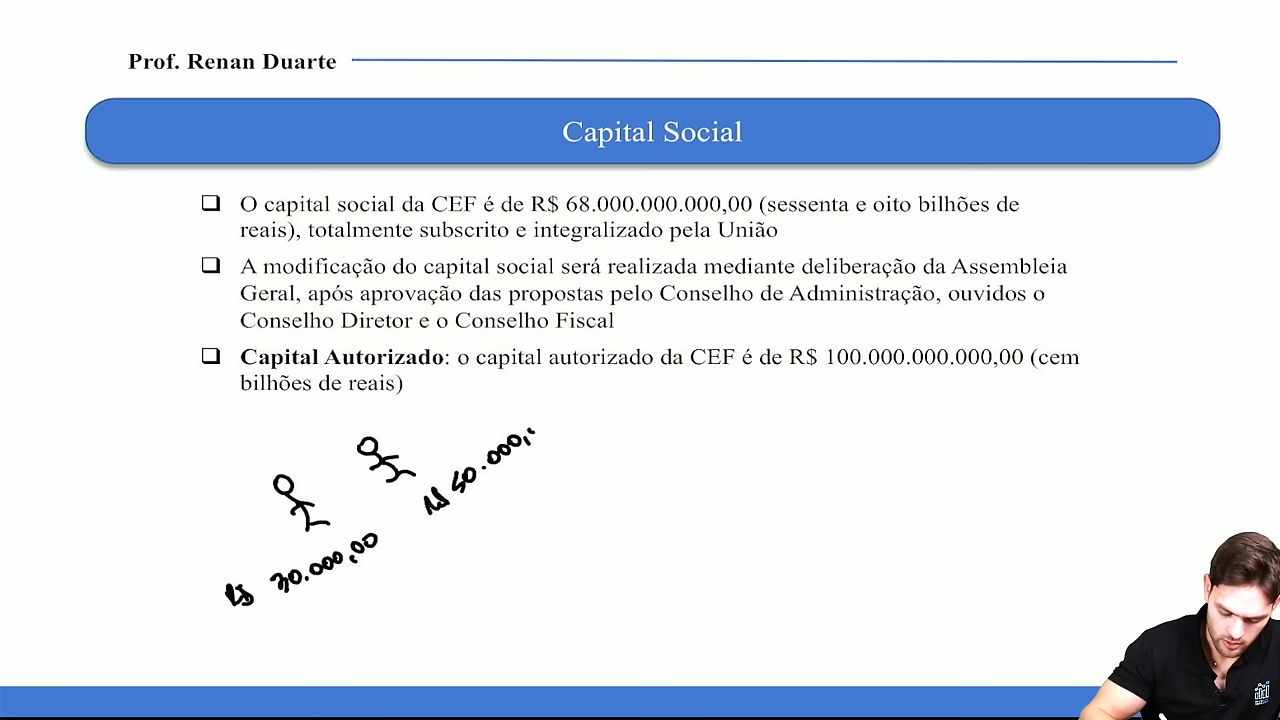 Prof. Renan Duarte
Capital Social
❑ O capital social da CEF é de R$ 68.000.000.000,00 (sessenta e oito bilhões de
reais), totalmente subscrito e integralizado pela União
❑ A modificação do capital social será realizada mediante deliberação da Assembleia
Geral, após aprovação das propostas pelo Conselho de Administração, ouvidos o
Conselho Diretor e o Conselho Fiscal
❑ Capital Autorizado: o capital autorizado da CEF é de R$ 100.000.000.000,00 (cem
bilhões de reais)
R$ 50.000,
R$ 30.000,00